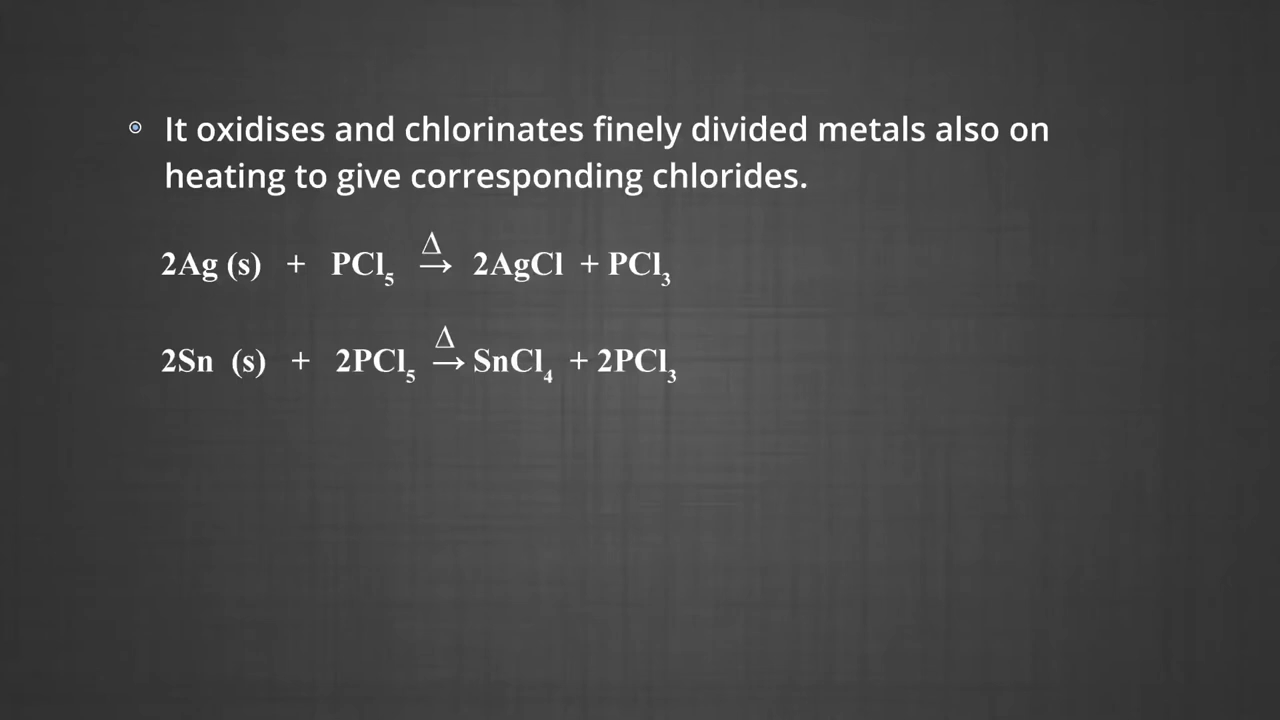 It oxidises and chlorinates finely divided metals also on
heating to give corresponding chlorides.
2Ag (s) + PCl₅ →^Δ 2AgCl + PCl₃
2Sn (s) + 2PCl₅ →^Δ SnCl₄ + 2PCl₃